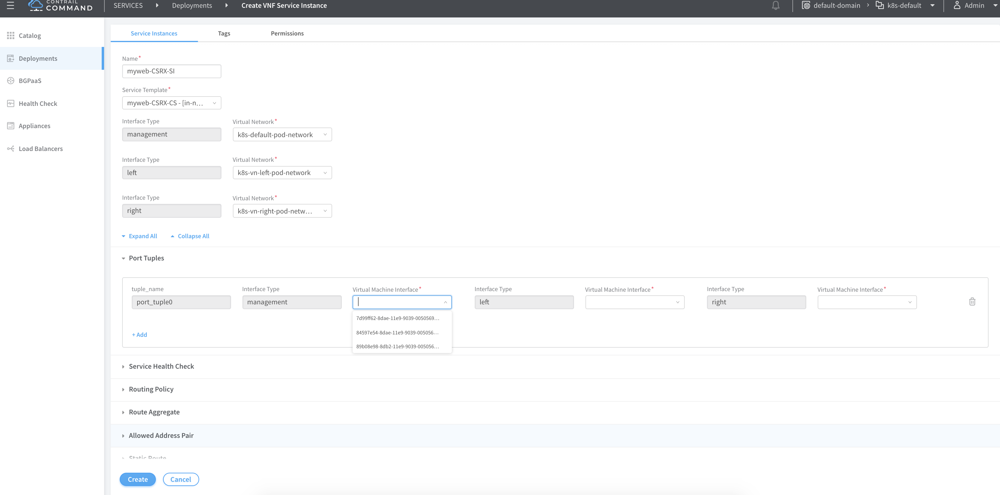 CONTRAIL
COMMAND
SERVICES Deployments Create VNF Service Instance
default-domain k8s-default Admin
Catalog
Deployments
BGPaaS
Health Check
Appliances
Load Balancers
Service Instances Tags Permissions
Name*
myweb-CSRX-SI
Service Template*
myweb-CSRX-CS - [in-n...
Interface Type Virtual Network*
management k8s-default-pod-network
Interface Type Virtual Network*
left k8s-vn-left-pod-network
Interface Type Virtual Network*
right k8s-vn-right-pod-netw...
Expand All Collapse All
Port Tuples
tuple_name Interface Type Virtual Machine Interface* Interface Type Virtual Machine Interface* Interface Type Virtual Machine Interface*
port_tuple0 management left right
7d99ff62-8dae-11e9-9039-0050569...
84597e54-8dae-11e9-9039-005056...
89b08e98-8db2-11e9-9039-005056...
+ Add
Service Health Check
Routing Policy
Route Aggregate
Allowed Address Pair
Static Route
Create Cancel